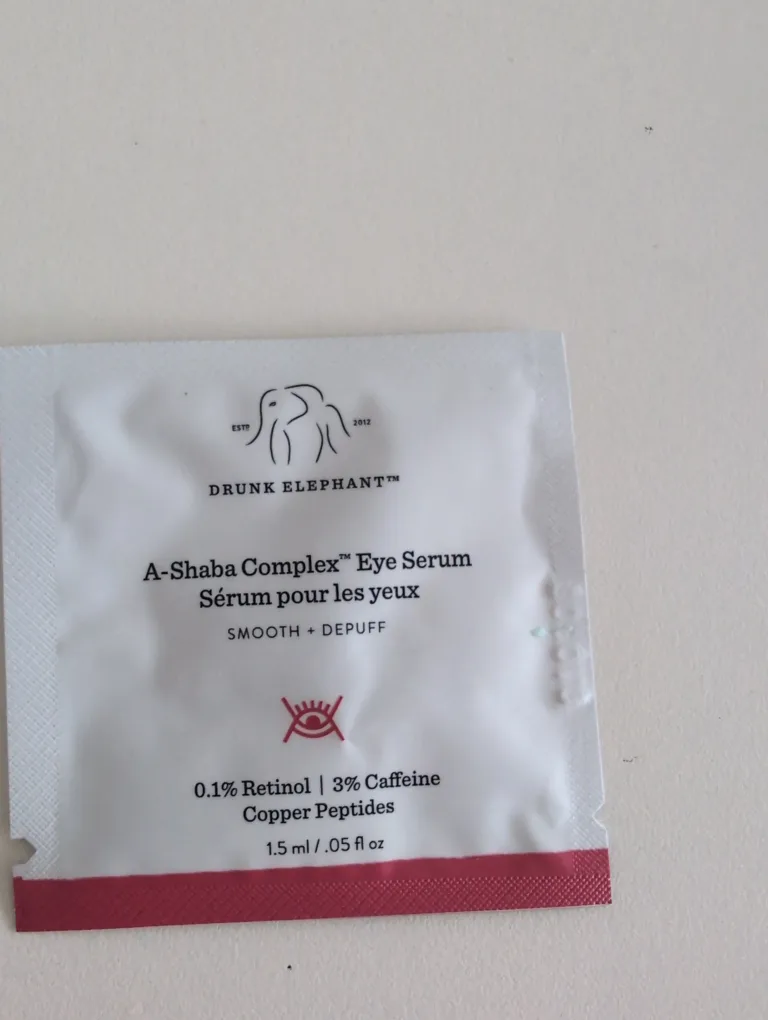 ESTD 2012
DRUNK ELEPHANT™
A-Shaba Complex™ Eye Serum
Sérum pour les yeux
SMOOTH + DEPUFF
0.1% Retinol | 3% Caffeine
Copper Peptides
1.5 ml / .05 fl oz